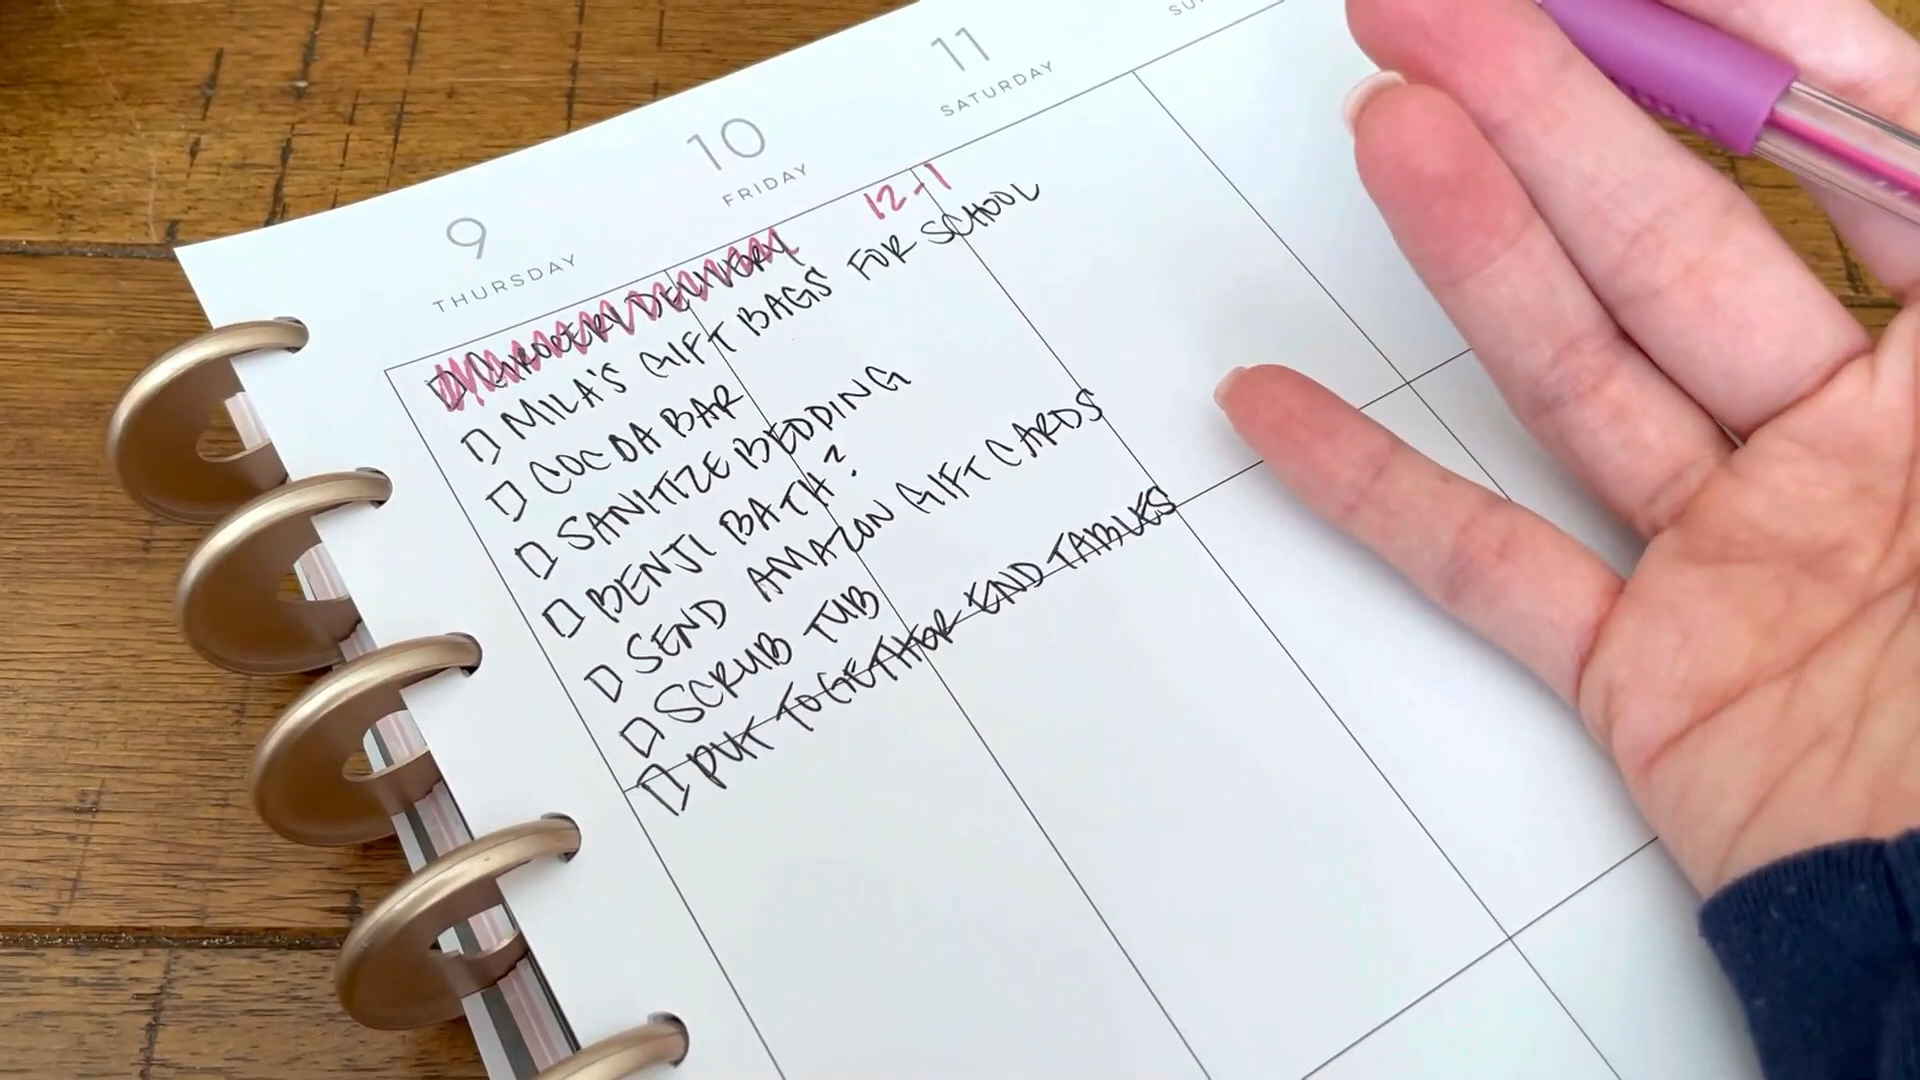 9
THURSDAY
10
FRIDAY
11
SATURDAY
SU
12-1
GROCERY DELIVERY
MILA'S GIFT BAGS FOR SCHOOL
COCOA BAR
SANITIZE BEDDING
BENJI BATH?
SEND AMAZON GIFT CARDS
SCRUB TUB
PUT TOGETHER END TABLES